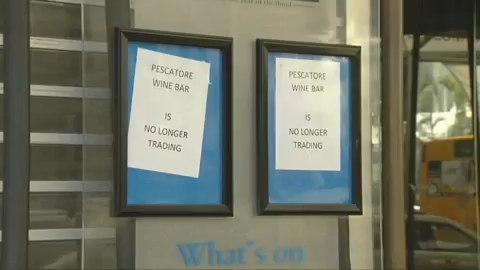 PESCATORE
WINE BAR
IS
NO LONGER
TRADING
PESCATORE
WINE BAR
IS
NO LONGER
TRADING
What's on